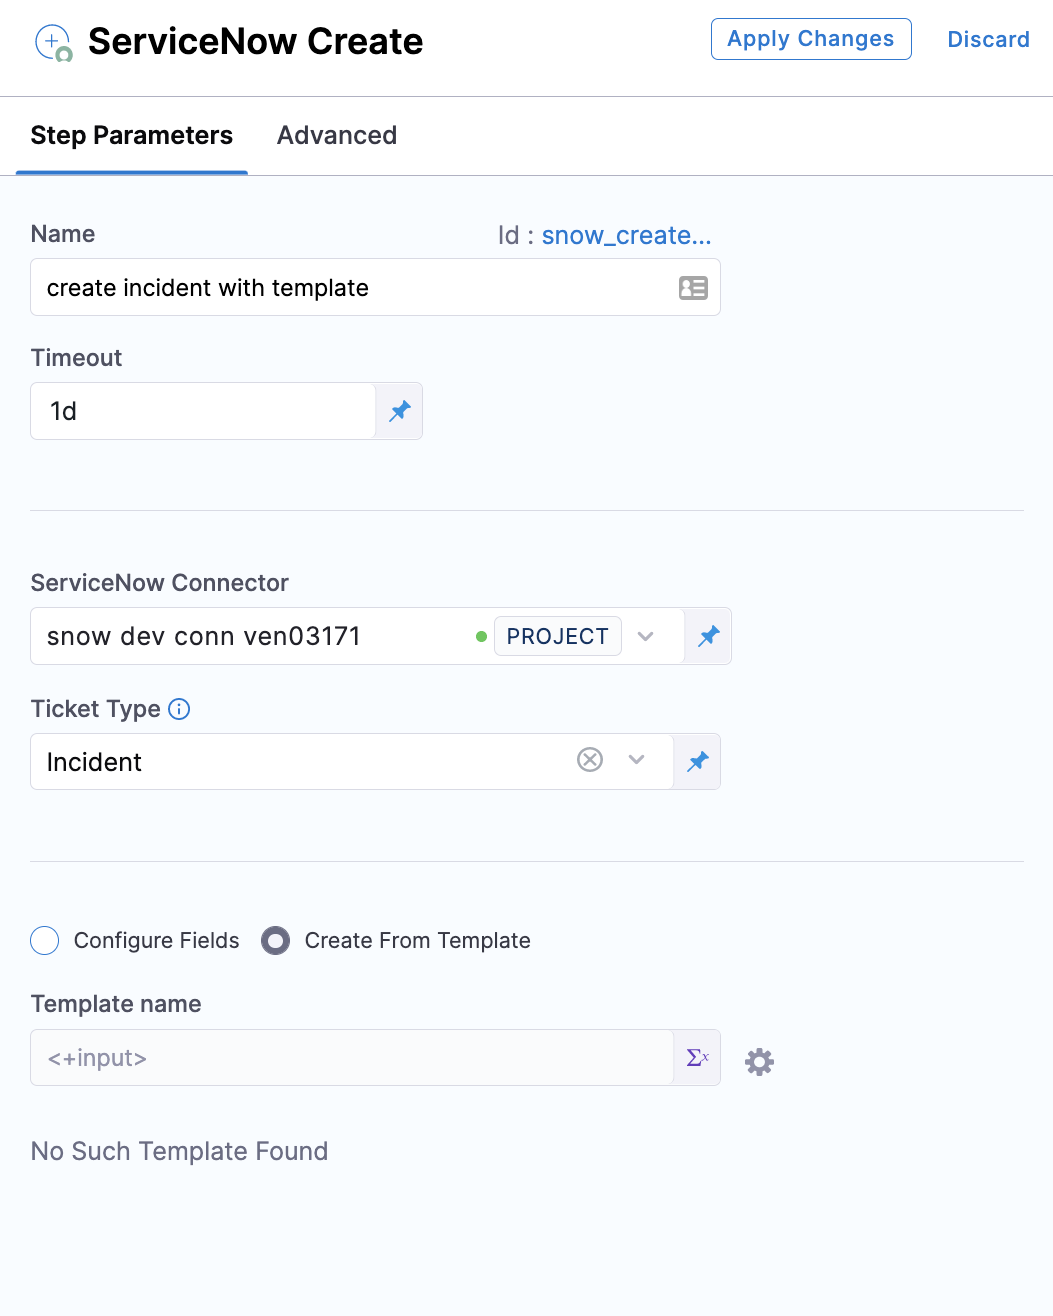 ServiceNow Create
Apply Changes
Discard
Step Parameters
Advanced
Name
Id : snow_create...
create incident with template
Timeout
1d
ServiceNow Connector
snow dev conn ven03171
PROJECT
Ticket Type
Incident
Configure Fields
Create From Template
Template name
<+input>
Σx
No Such Template Found